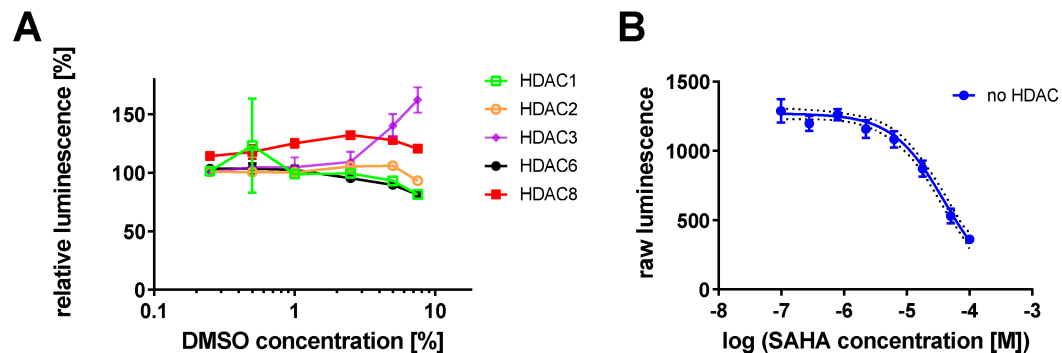 A
relative luminescence [%]
150
100
50
0
0.1
1
10
DMSO concentration [%]
HDAC1
HDAC2
HDAC3
HDAC6
HDAC8
B
raw luminescence
1500
1000
500
0
-8
-7
-6
-5
-4
-3
log (SAHA concentration [M])
no HDAC